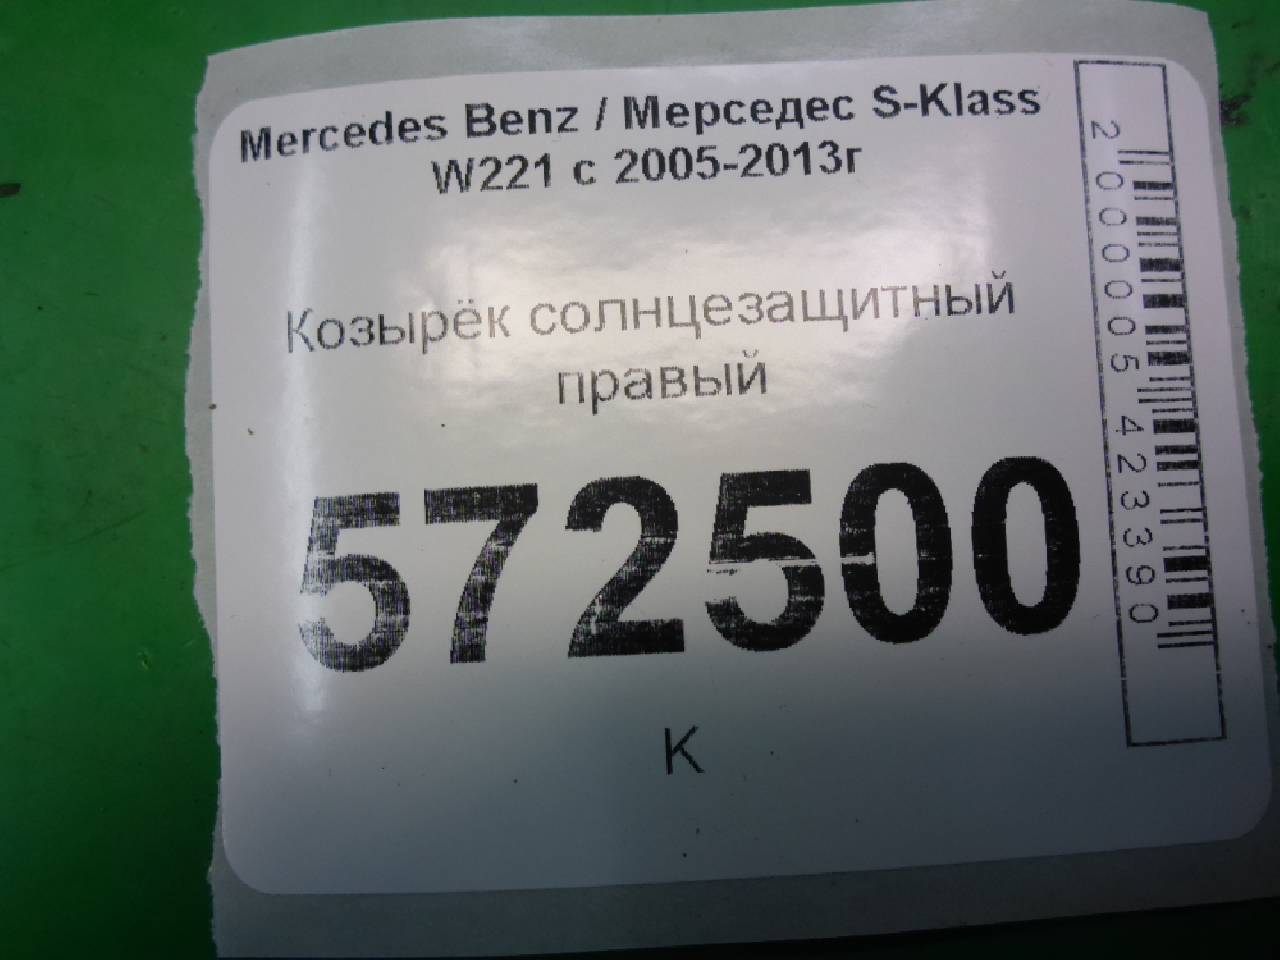 Mercedes Benz / Мерседес S-Klass
W221 с 2005-2013г
Козырёк солнцезащитный
правый
572500
К
2000005423390